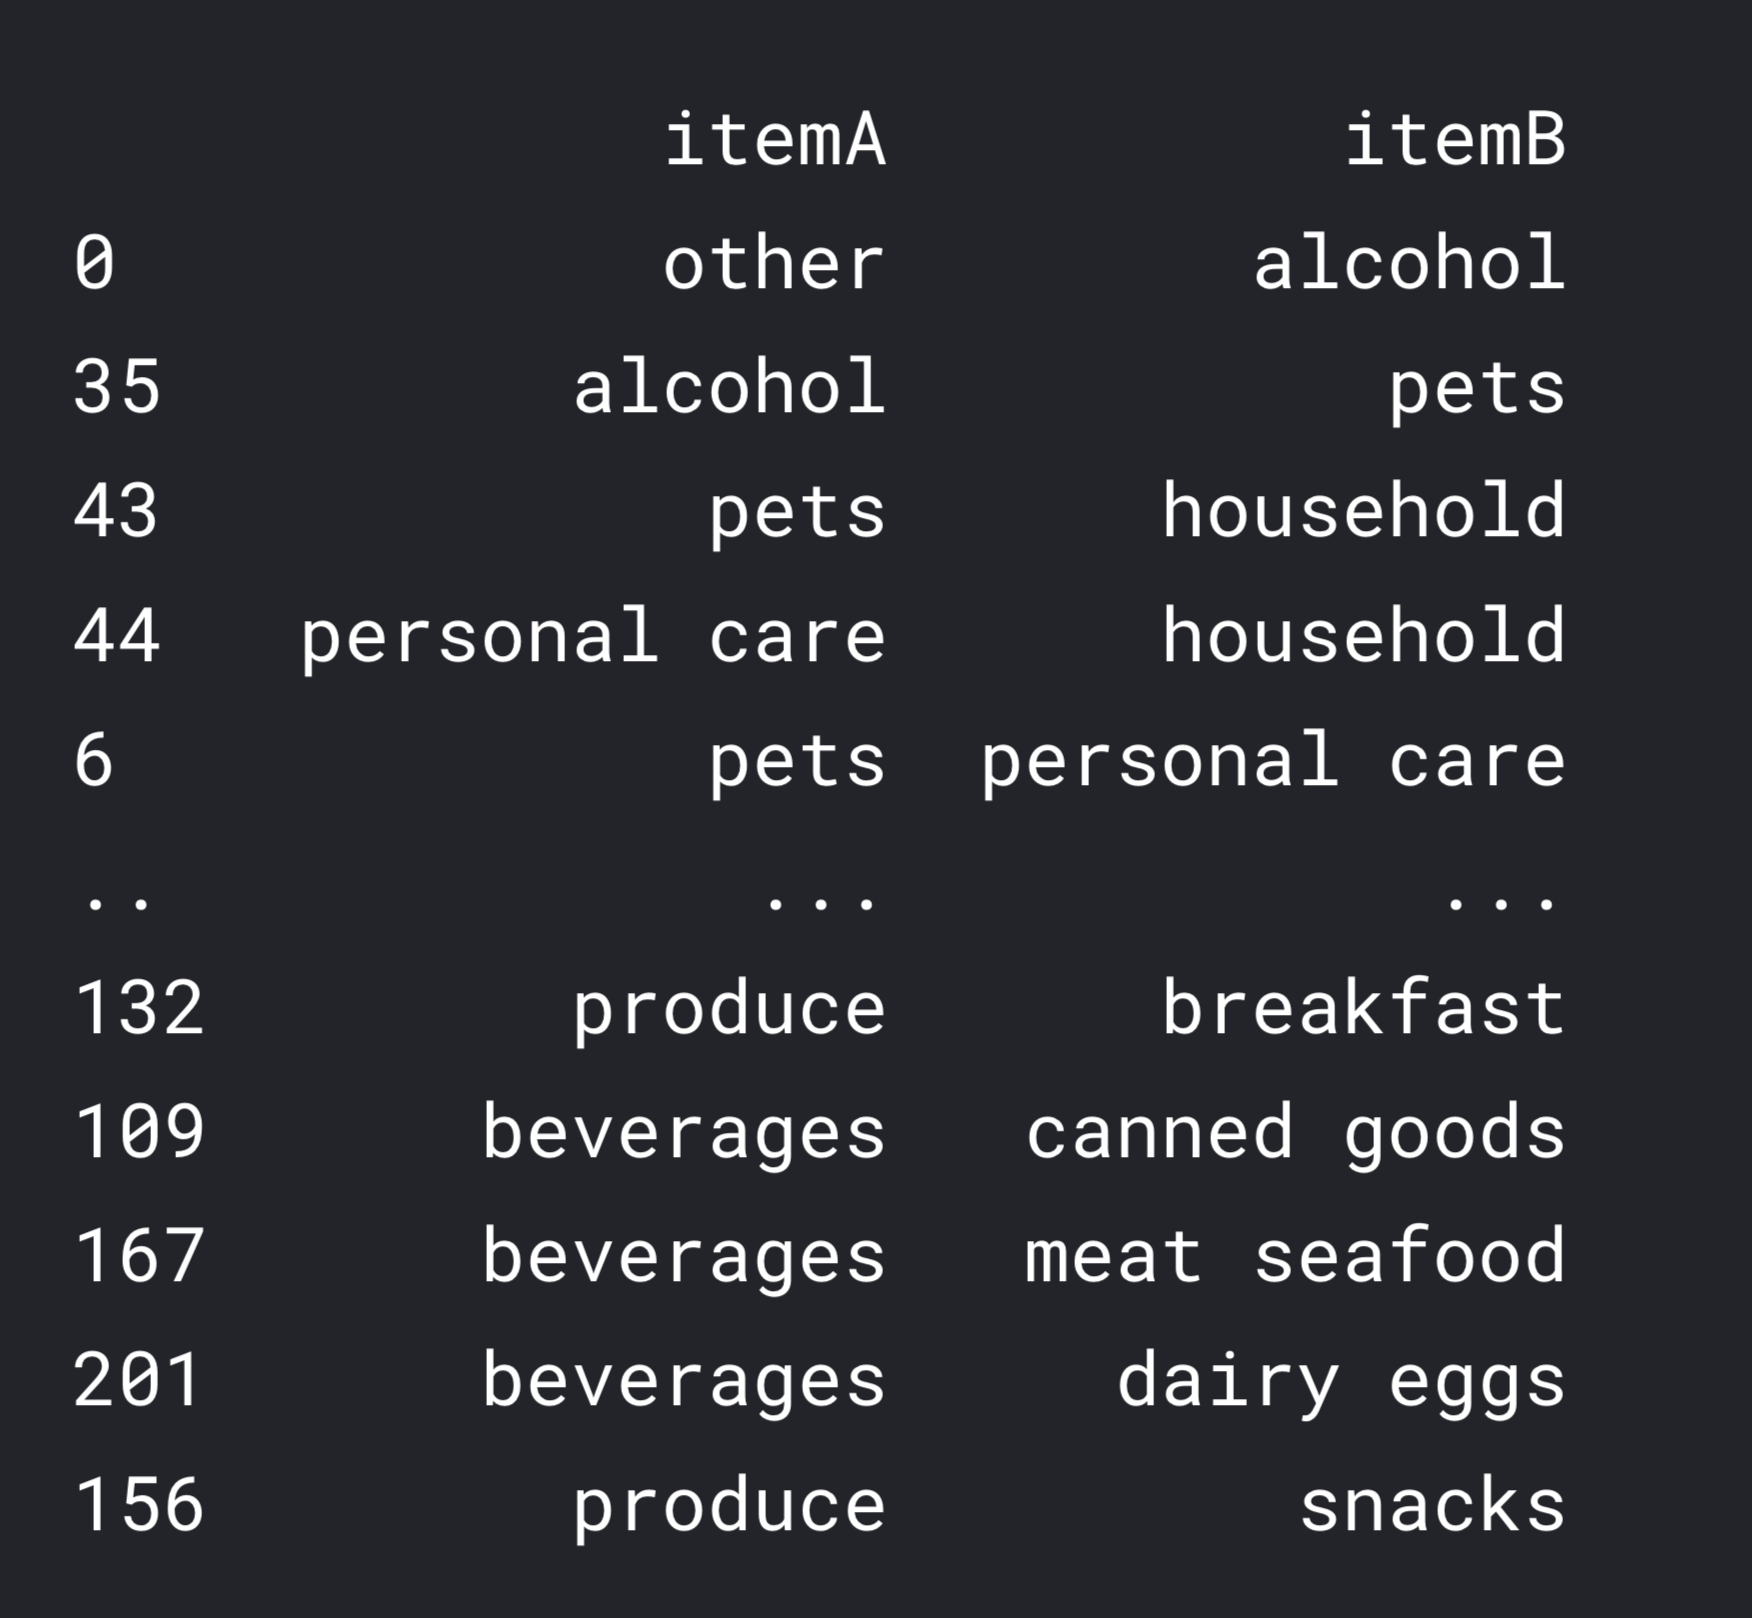 itemA itemB
0 other alcohol
35 alcohol pets
43 pets household
44 personal care household
6 pets personal care
.. ... ...
132 produce breakfast
109 beverages canned goods
167 beverages meat seafood
201 beverages dairy eggs
156 produce snacks